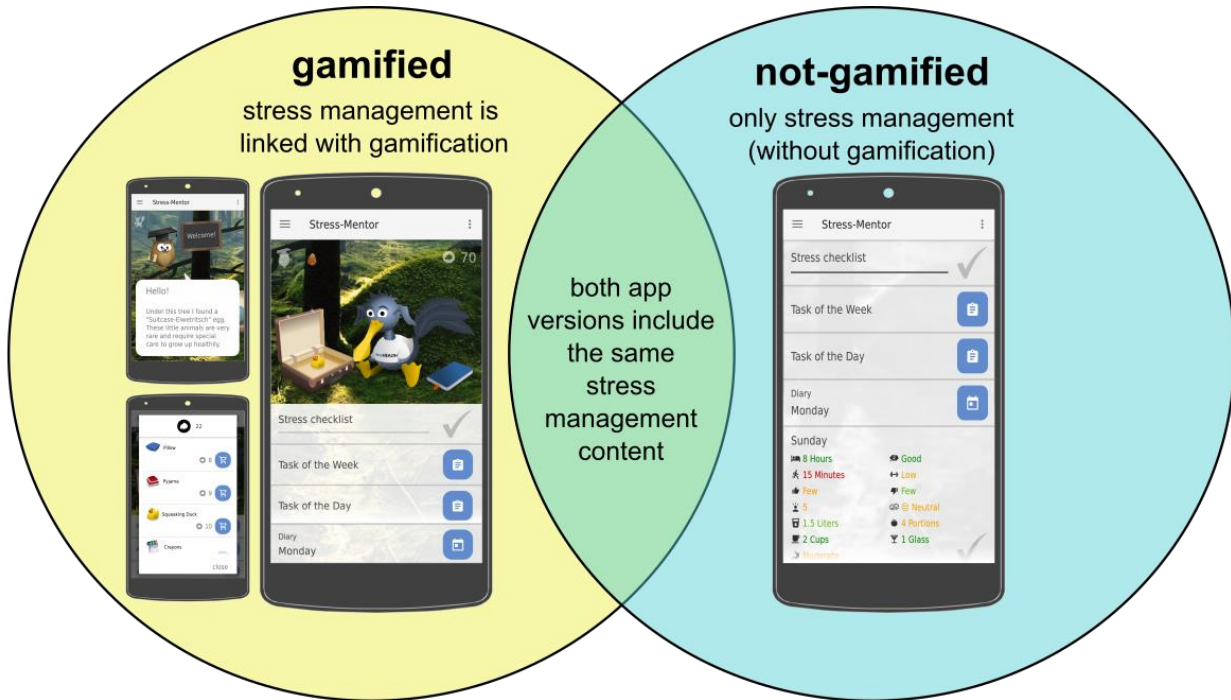 gamified
stress management is
linked with gamification
Stress-Mentor
Welcome!
Hello!
Under this tree I found a
"Suitcase-Elwetritsch" egg.
These little animals are very
rare and require special
care to grow up healthily.
22
Pillow
8
Pyjama
9
Squeaking Duck
10
Crayons
close
Stress-Mentor
70
Stress checklist
Task of the Week
Task of the Day
Diary
Monday
both app
versions include
the same
stress
management
content
not-gamified
only stress management
(without gamification)
Stress-Mentor
Stress checklist
Task of the Week
Task of the Day
Diary
Monday
Sunday
8 Hours Good
15 Minutes Low
Few Few
5 Neutral
1.5 Liters 4 Portions
2 Cups 1 Glass
Moderate